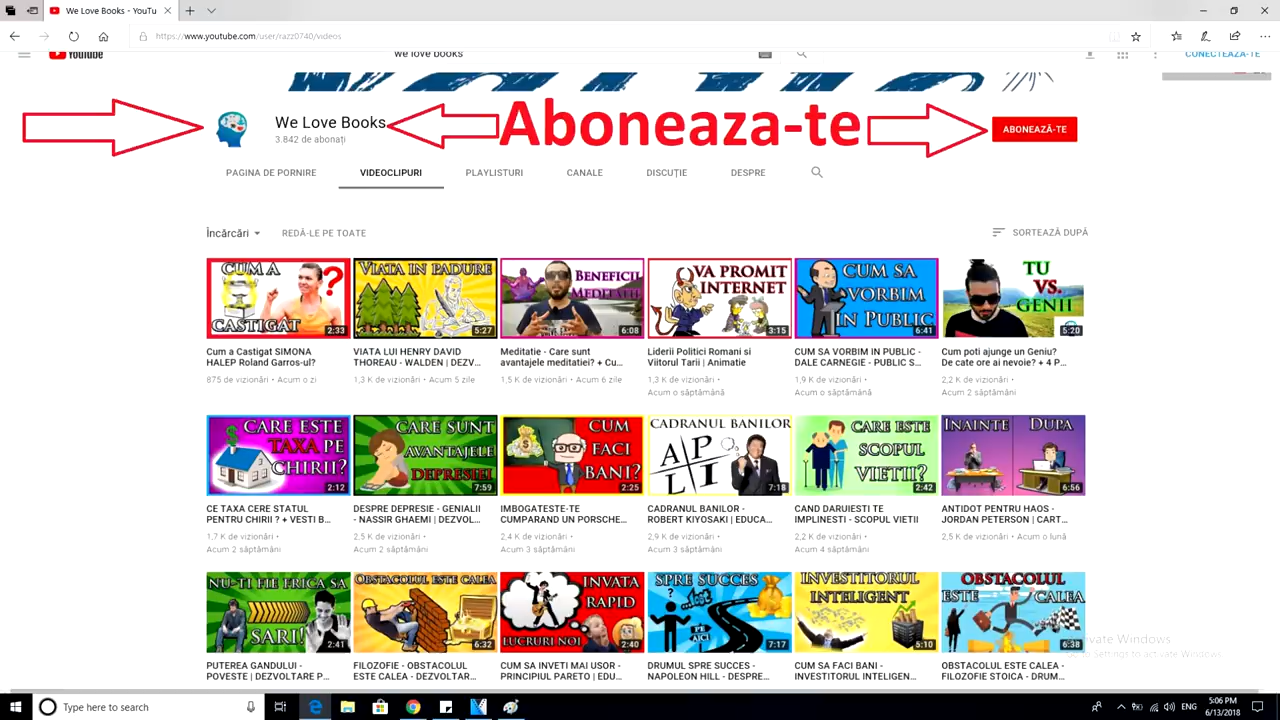 We Love Books - YouTu
https://www.youtube.com/user/razz0740/videos
YouTube
we love books
CONECTEAZĂ-TE
We Love Books
3.842 de abonați
Aboneaza-te
ABONEAZĂ-TE
PAGINA DE PORNIRE
VIDEOCLIPURI
PLAYLISTURI
CANALE
DISCUȚIE
DESPRE
Încărcări
REDĂ-LE PE TOATE
SORTEAZĂ DUPĂ
CUM A
CASTIGAT
?
2:33
VIATA IN PADURE
5:27
BENEFICII
MEDITATIE
6:08
VA PROMIT
INTERNET
3:15
CUM SA
VORBIM
IN PUBLIC
6:41
TU
VS.
GENII
5:20
Cum a Castigat SIMONA
HALEP Roland Garros-ul?
875 de vizionări • Acum o zi
VIATA LUI HENRY DAVID
THOREAU - WALDEN | DEZV...
1,3 K de vizionări • Acum 5 zile
Meditatie - Care sunt
avantajele meditatiei? + Cu...
1,5 K de vizionări • Acum 6 zile
Liderii Politici Romani si
Viitorul Tarii | Animatie
1,3 K de vizionări •
Acum o săptămână
CUM SA VORBIM IN PUBLIC -
DALE CARNEGIE - PUBLIC S...
1,9 K de vizionări •
Acum o săptămână
Cum poti ajunge un Geniu?
De cate ore ai nevoie? + 4 P...
2,2 K de vizionări •
Acum 2 săptămâni
CARE ESTE
TAXA PE
CHIRII?
$
2:12
CARE SUNT
AVANTAJELE
DEPRESIEI
7:59
CUM
FACI
BANI?
2:25
CADRANUL BANILOR
A P
L I
7:18
CARE ESTE
SCOPUL
VIETII?
2:42
INAINTE DUPA
6:56
CE TAXA CERE STATUL
PENTRU CHIRII ? + VESTI B...
1,7 K de vizionări •
Acum 2 săptămâni
DESPRE DEPRESIE - GENIALII
- NASSIR GHAEMI | DEZVOL...
2,5 K de vizionări •
Acum 2 săptămâni
IMBOGATESTE-TE
CUMPARAND UN PORSCHE...
2,4 K de vizionări •
Acum 3 săptămâni
CADRANUL BANILOR -
ROBERT KIYOSAKI | EDUCA...
2,9 K de vizionări •
Acum 3 săptămâni
CAND DARUIESTI TE
IMPLINESTI - SCOPUL VIETII
2,2 K de vizionări •
Acum 4 săptămâni
ANTIDOT PENTRU HAOS -
JORDAN PETERSON | CART...
2,5 K de vizionări • Acum o lună
NU-TI FIE FRICA SA
SARI!
2:41
OBSTACOLUL ESTE CALEA
6:32
INVATA
RAPID
LUCRURI NOI
2:40
SPRE SUCCES
?
DE
AICI
7:17
INVESTITORUL
INTELIGENT
5:10
OBSTACOLUL
ESTE CALEA
6:38
PUTEREA GANDULUI -
POVESTE | DEZVOLTARE P...
FILOZOFIE - OBSTACOLUL
ESTE CALEA - DEZVOLTAR...
CUM SA INVETI MAI USOR -
PRINCIPIUL PARETO | EDU...
DRUMUL SPRE SUCCES -
NAPOLEON HILL - DESPRE...
CUM SA FACI BANI -
INVESTITORUL INTELIGEN...
OBSTACOLUL ESTE CALEA -
FILOZOFIE STOICA - DRUM...
Activate Windows
Go to Settings to activate Windows.
Type here to search
ENG
5:06 PM
6/13/2018